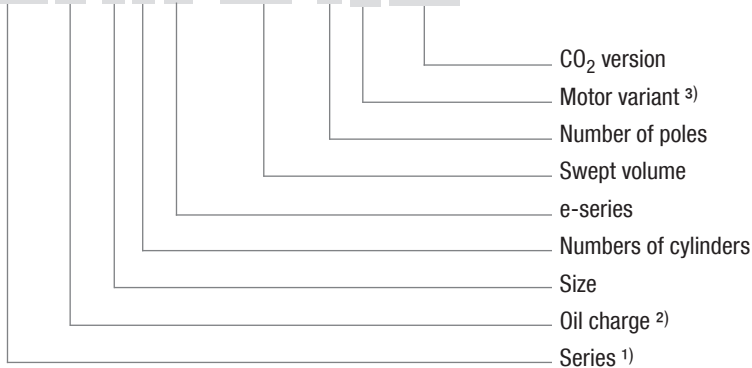 CO₂ version
Motor variant ³⁾
Number of poles
Swept volume
e-series
Numbers of cylinders
Size
Oil charge ²⁾
Series ¹⁾